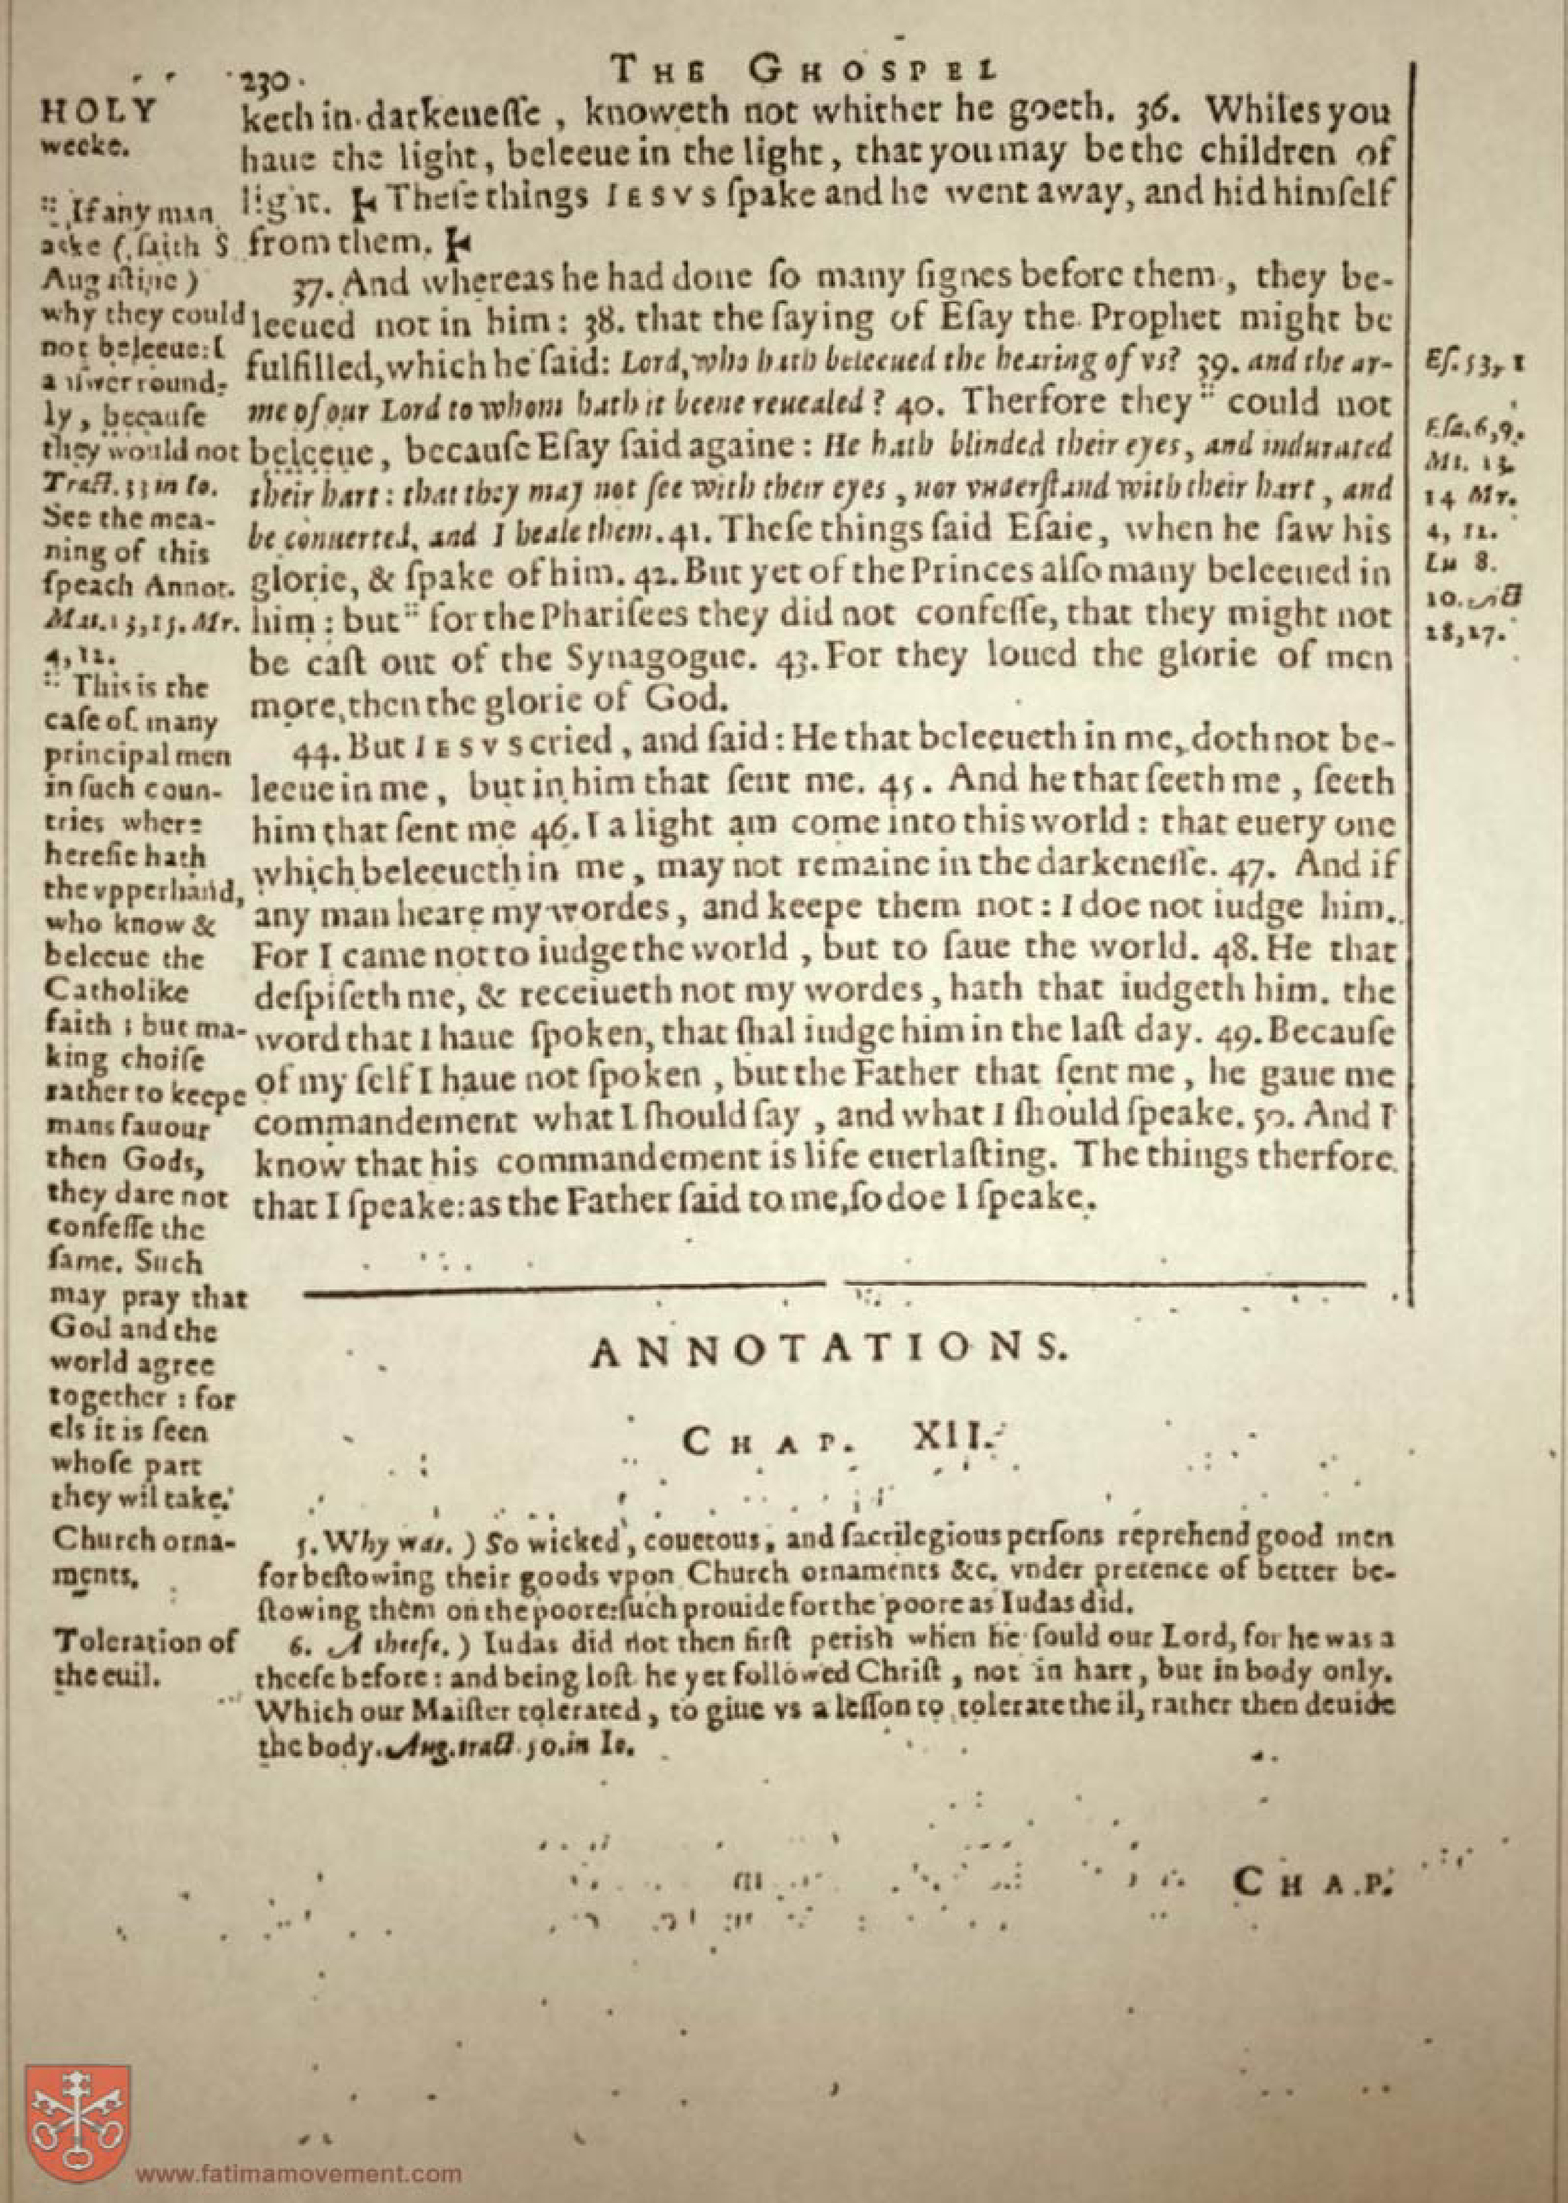 230.
THE GHOSPEL
HOLY
weeke.
:: If any man
aske (ſaith S
Auguſtine)
why they could
not beleeue: I
anſwer round-
ly, becauſe
they would not
Tract. 53 in Io.
See the mea-
ning of this
ſpeach Annot.
Mat. 13, 15. Mr.
4, 12.
:: This is the
caſe of many
principal men
in ſuch coun-
tries where
hereſie hath
the vpperhand,
who know &
beleeue the
Catholike
faith; but ma-
king choiſe
rather to keepe
mans fauour
then Gods,
they dare not
confeſſe the
ſame. Such
may pray that
God and the
world agree
together: for
els it is ſeen
whoſe part
they wil take.
keth in darkeneſſe, knoweth not whither he goeth. 36. Whiles you
haue the light, beleeue in the light, that you may be the children of
light. Theſe things IESVS ſpake and he went away, and hid himſelf
from them.
37. And whereas he had done ſo many ſignes before them, they be-
leeued not in him: 38. that the ſaying of Eſay the Prophet might be
fulfilled, which he ſaid: Lord, who hath beleeued the hearing of vs? 39. and the ar-
me of our Lord to whom hath it beene reuealed? 40. Therfore they :: could not
beleeue, becauſe Eſay ſaid againe: He hath blinded their eyes, and indurated
their hart: that they may not ſee with their eyes, nor vnderſtand with their hart, and
be conuerted, and I heale them. 41. Theſe things ſaid Eſaie, when he ſaw his
glorie, & ſpake of him. 42. But yet of the Princes alſo many beleeued in
him: but :: for the Phariſees they did not confeſſe, that they might not
be caſt out of the Synagogue. 43. For they loued the glorie of men
more, then the glorie of God.
44. But IESVS cried, and ſaid: He that beleeueth in me, doth not be-
leeue in me, but in him that ſent me. 45. And he that ſeeth me, ſeeth
him that ſent me 46. I a light am come into this world: that euery one
which beleeueth in me, may not remaine in the darkeneſſe. 47. And if
any man heare my wordes, and keepe them not: I doe not iudge him.
For I came not to iudge the world, but to ſaue the world. 48. He that
deſpiſeth me, & receiueth not my wordes, hath that iudgeth him. the
word that I haue ſpoken, that ſhal iudge him in the laſt day. 49. Becauſe
of my ſelf I haue not ſpoken, but the Father that ſent me, he gaue me
commandement what I ſhould ſay, and what I ſhould ſpeake. 50. And I
know that his commandement is life euerlaſting. The things therfore
that I ſpeake: as the Father ſaid to me, ſo doe I ſpeake.
Eſ. 53, 1
Eſa. 6, 9.
Mt. 13,
14 Mr.
4, 12.
Lu 8.
10. Act
28, 27.
ANNOTATIONS.
CHAP. XII.
Church orna-
ments.
5. Why was.) So wicked, couetous, and ſacrilegious perſons reprehend good men
for beſtowing their goods vpon Church ornaments &c. vnder pretence of better be-
ſtowing them on the poore: ſuch prouide for the poore as Iudas did.
Toleration of
the euil.
6. A theefe.) Iudas did not then firſt perish when he ſould our Lord, for he was a
theefe before: and being loſt he yet followed Chriſt, not in hart, but in body only.
Which our Maiſter tolerated, to giue vs a leſſon to tolerate the il, rather then deuide
the body. Aug. tract. 50. in Io.
CHAP.
www.fatimamovement.com